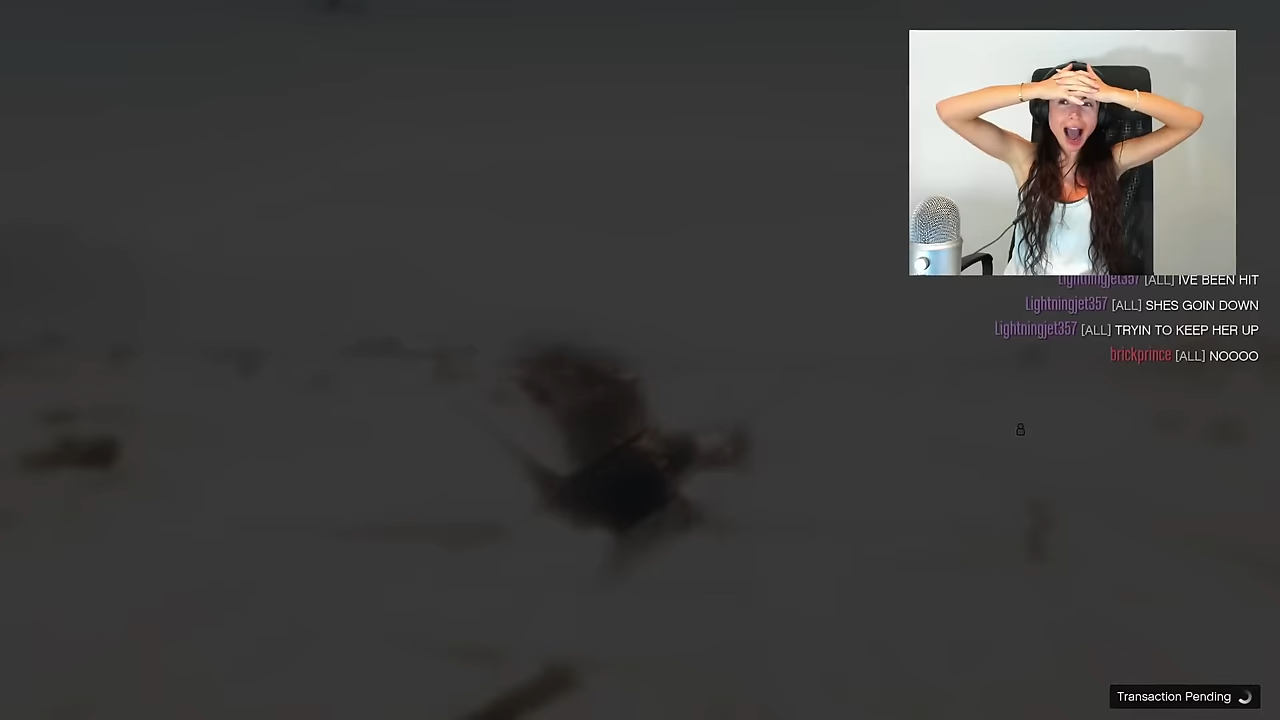 Lightningjet357 [ALL] IVE BEEN HIT
Lightningjet357 [ALL] SHES GOIN DOWN
Lightningjet357 [ALL] TRYIN TO KEEP HER UP
brickprince [ALL] NOOOO
Transaction Pending